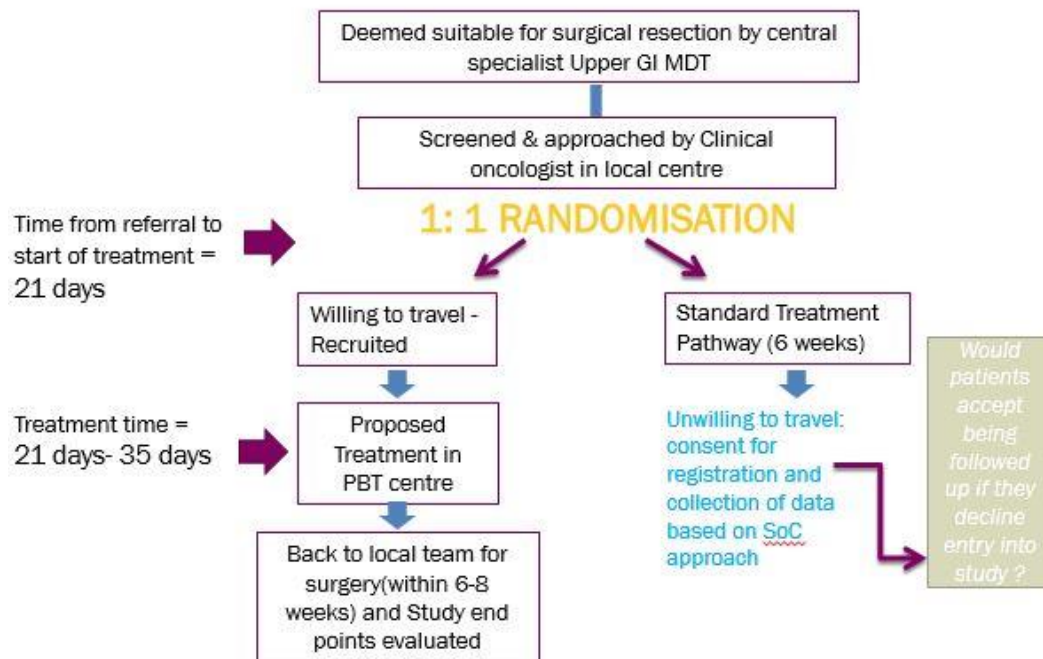 Deemed suitable for surgical resection by central
specialist Upper GI MDT
Screened & approached by Clinical
oncologist in local centre
1: 1 RANDOMISATION
Time from referral to
start of treatment =
21 days
Willing to travel -
Recruited
Standard Treatment
Pathway (6 weeks)
Treatment time =
21 days- 35 days
Proposed
Treatment in
PBT centre
Unwilling to travel:
consent for
registration and
collection of data
based on SoC
approach
Would
patients
accept
being
followed
up if they
decline
entry into
study ?
Back to local team for
surgery(within 6-8
weeks) and Study end
points evaluated